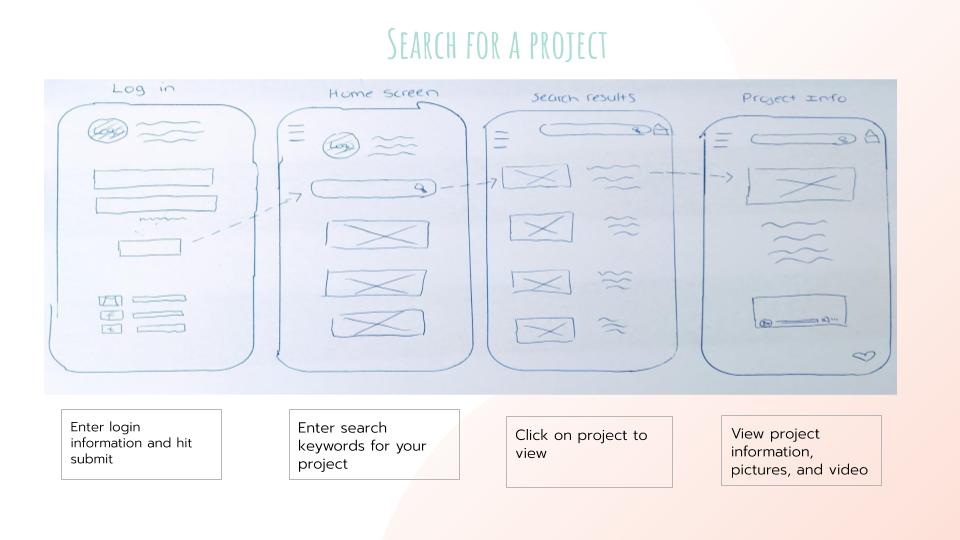 Search for a project
Log in
Home screen
Search results
Project Info
Logo
Logo
Enter login
information and hit
submit
Enter search
keywords for your
project
Click on project to
view
View project
information,
pictures, and video